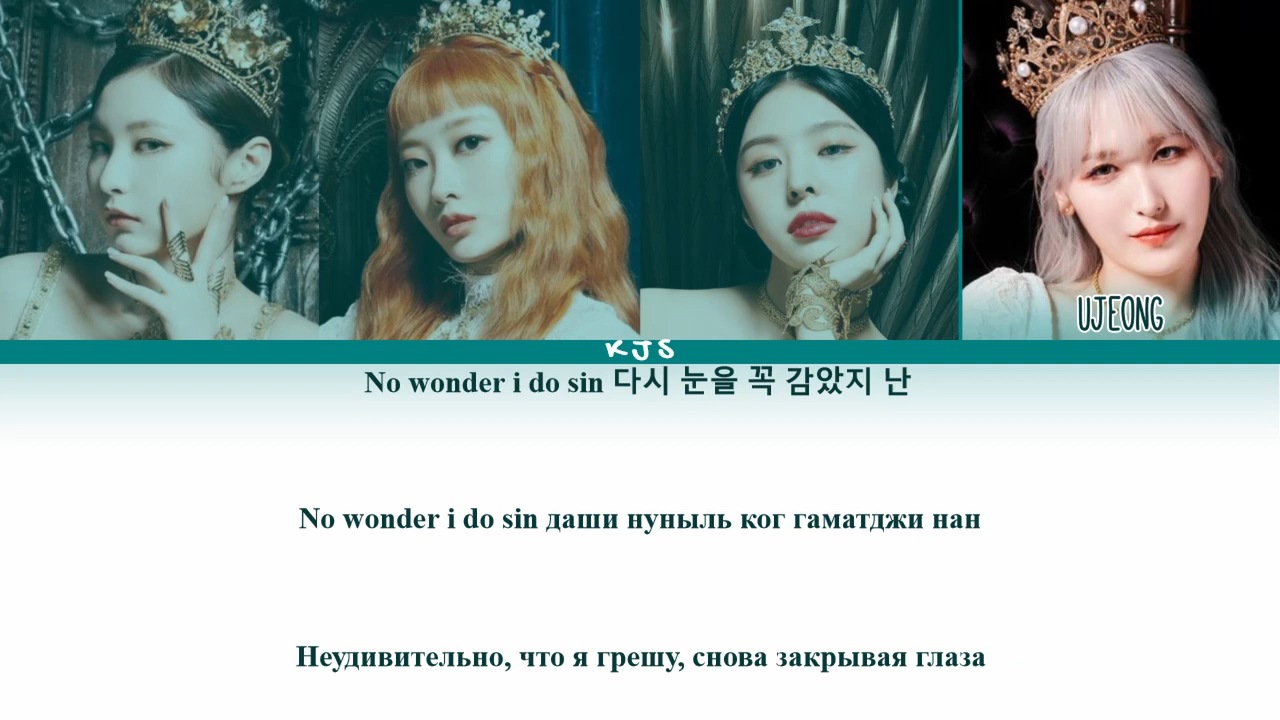 UJEONG
KJS
No wonder i do sin 다시 눈을 꼭 감았지 난
No wonder i do sin даши нуныль ког гаматджи нан
Неудивительно, что я грешу, снова закрывая глаза